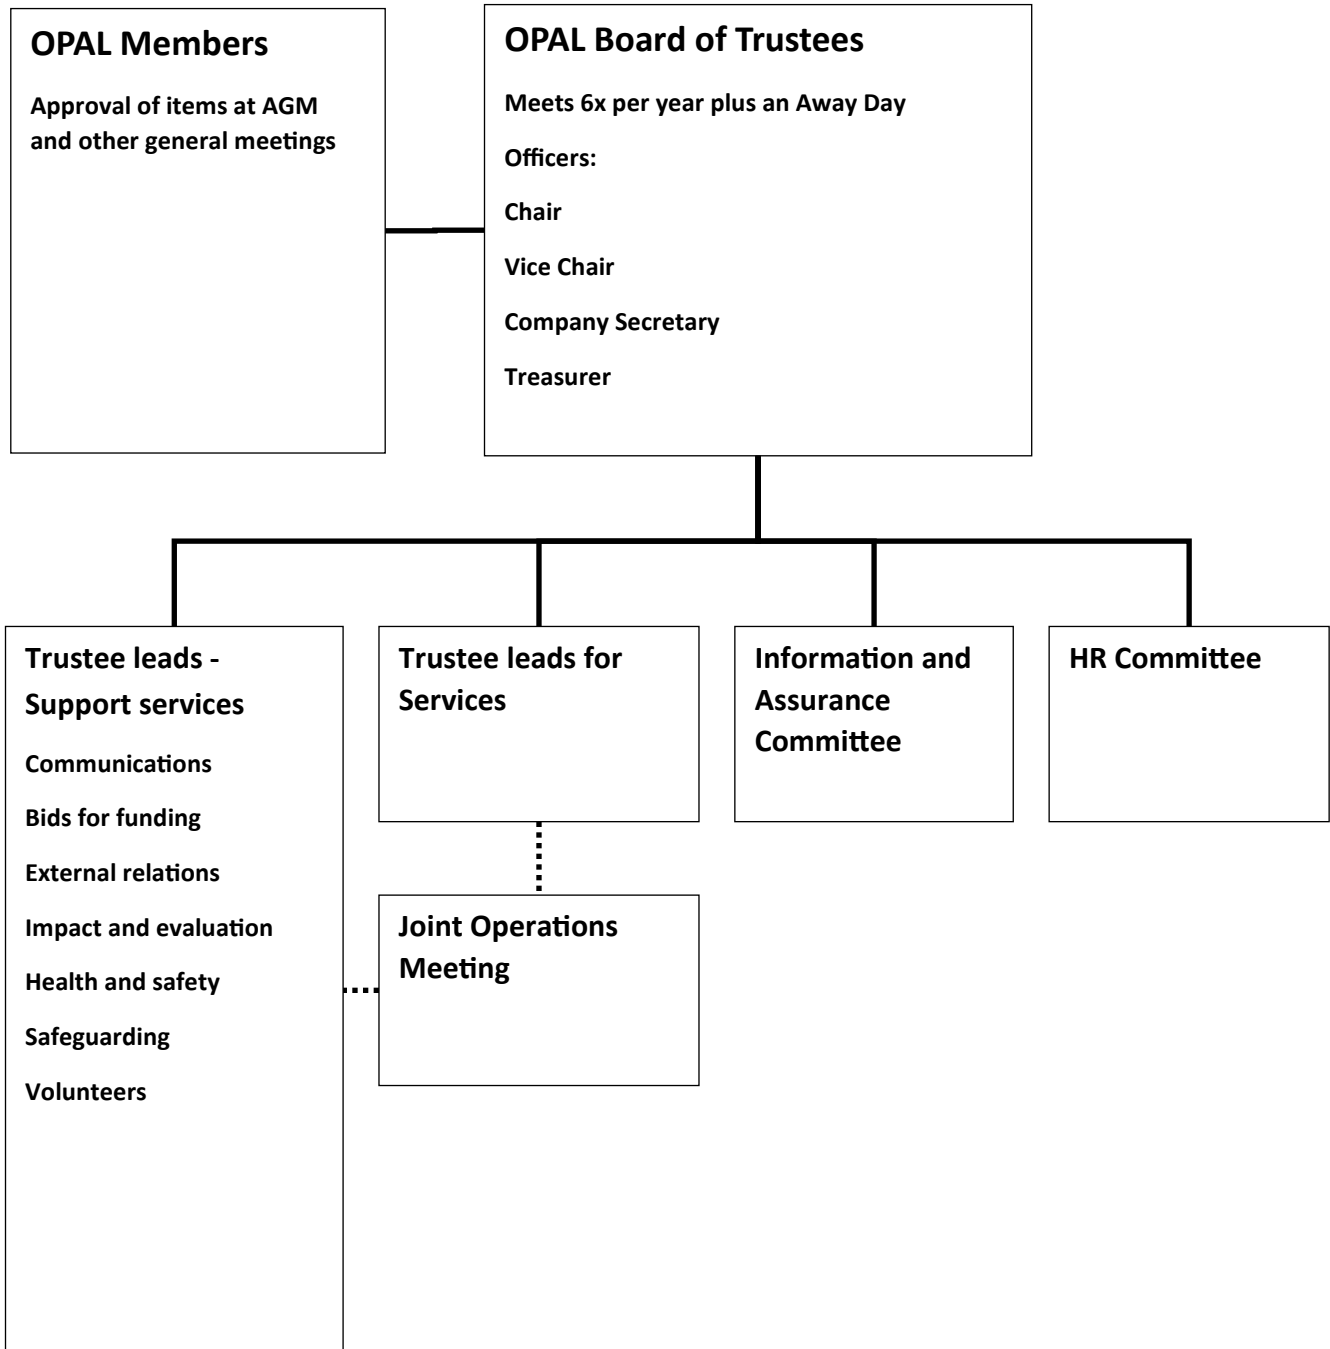 OPAL Members
Approval of items at AGM
and other general meetings
OPAL Board of Trustees
Meets 6x per year plus an Away Day
Officers:
Chair
Vice Chair
Company Secretary
Treasurer
Trustee leads -
Support services
Communications
Bids for funding
External relations
Impact and evaluation
Health and safety
Safeguarding
Volunteers
Trustee leads for
Services
Joint Operations
Meeting
Information and
Assurance
Committee
HR Committee